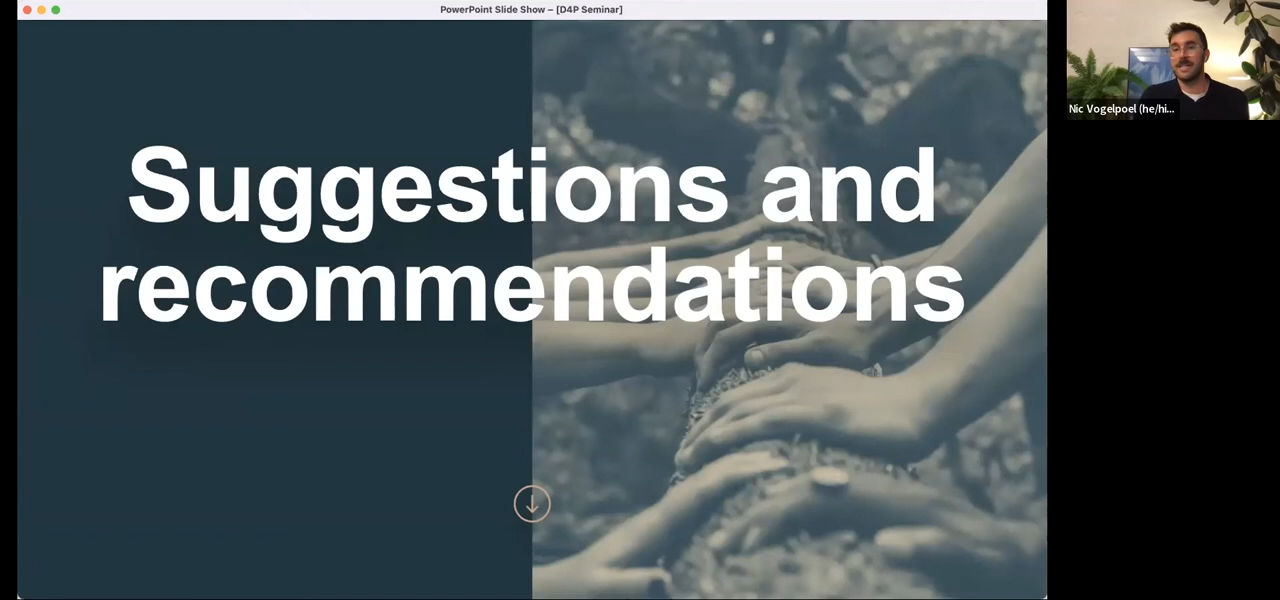 PowerPoint Slide Show – [D4P Seminar]
Suggestions and
recommendations
Nic Vogelpoel (he/hi...